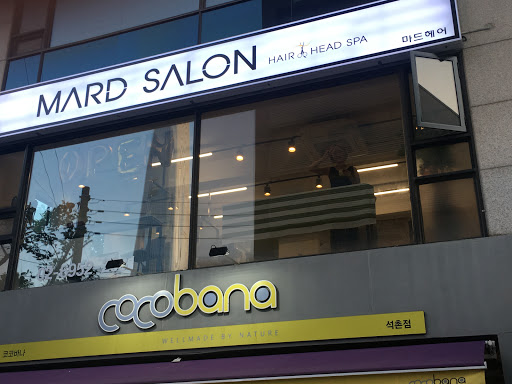 MARD SALON HAIR & HEAD SPA 마드헤어
OPEN
cocobana
WELLMADE BY NATURE
코코바나 석촌점
cocobana